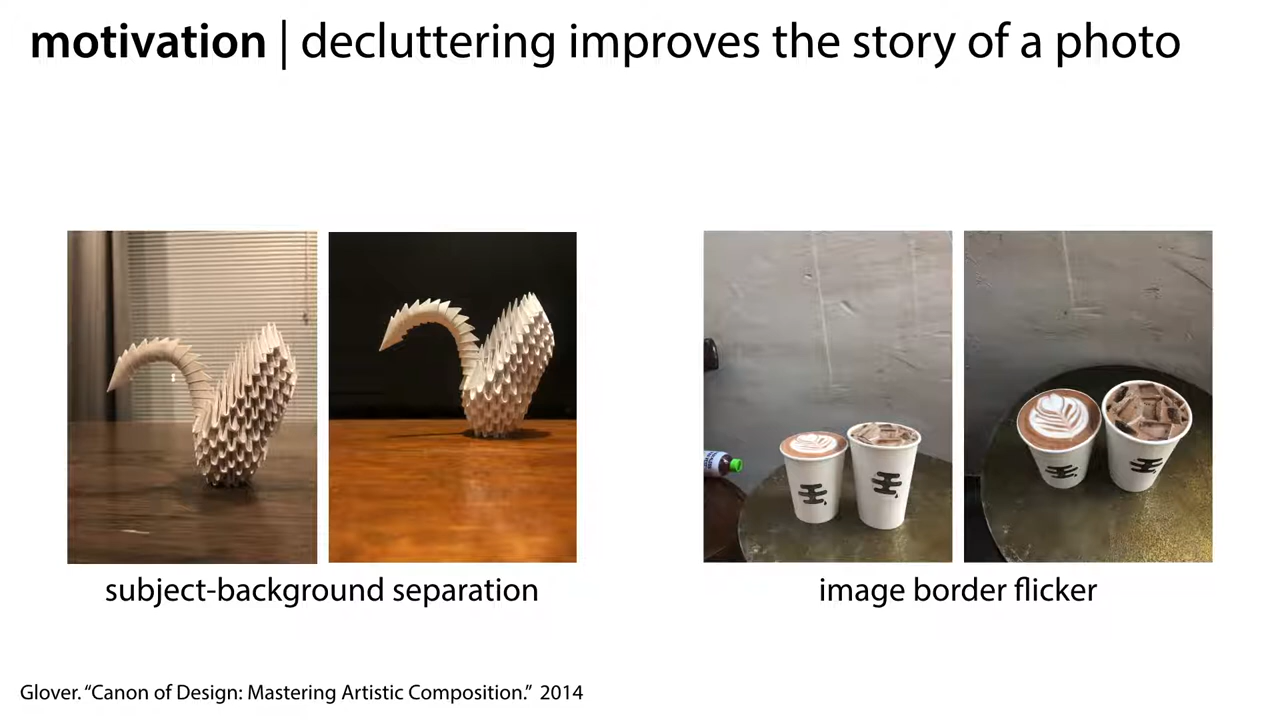 motivation | decluttering improves the story of a photo
subject-background separation
image border flicker
Glover. “Canon of Design: Mastering Artistic Composition.” 2014